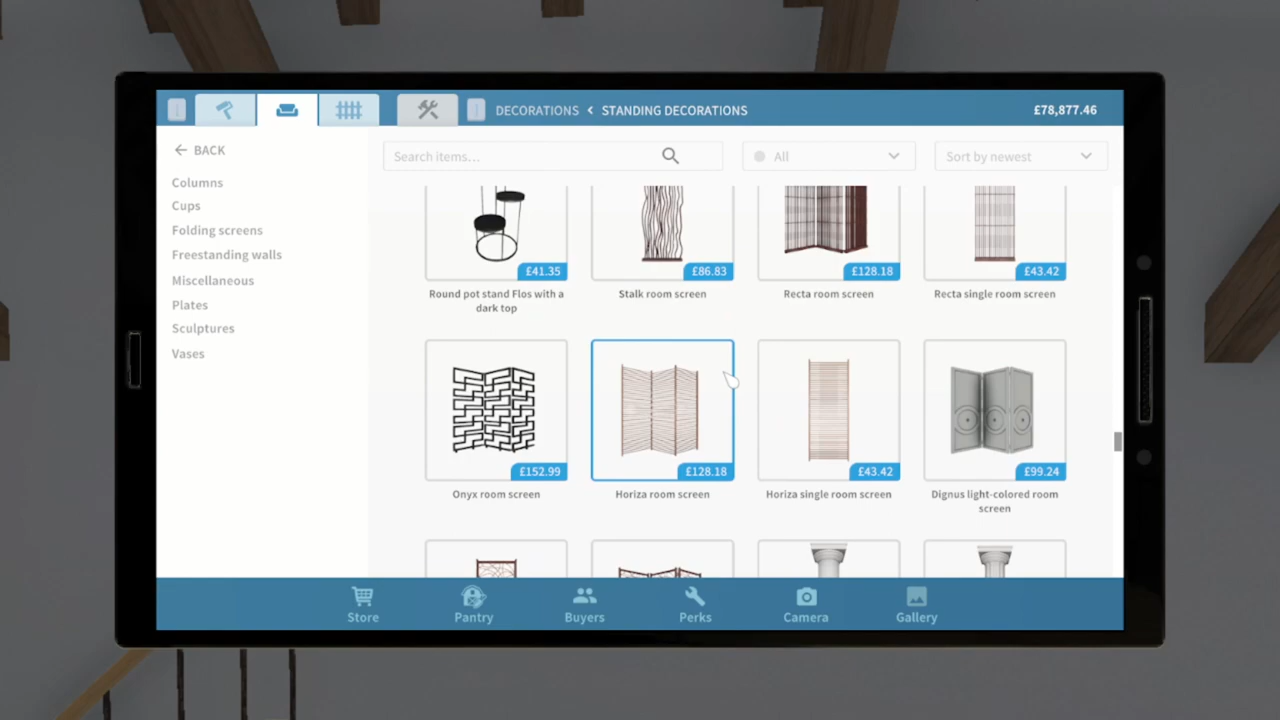 DECORATIONS < STANDING DECORATIONS
£78,877.46
BACK
Search items...
All
Sort by newest
Columns
Cups
Folding screens
Freestanding walls
Miscellaneous
Plates
Sculptures
Vases
£41.35
£86.83
£128.18
£43.42
Round pot stand Flos with a
dark top
Stalk room screen
Recta room screen
Recta single room screen
£152.99
£128.18
£43.42
£99.24
Onyx room screen
Horiza room screen
Horiza single room screen
Dignus light-colored room
screen
Store
Pantry
Buyers
Perks
Camera
Gallery